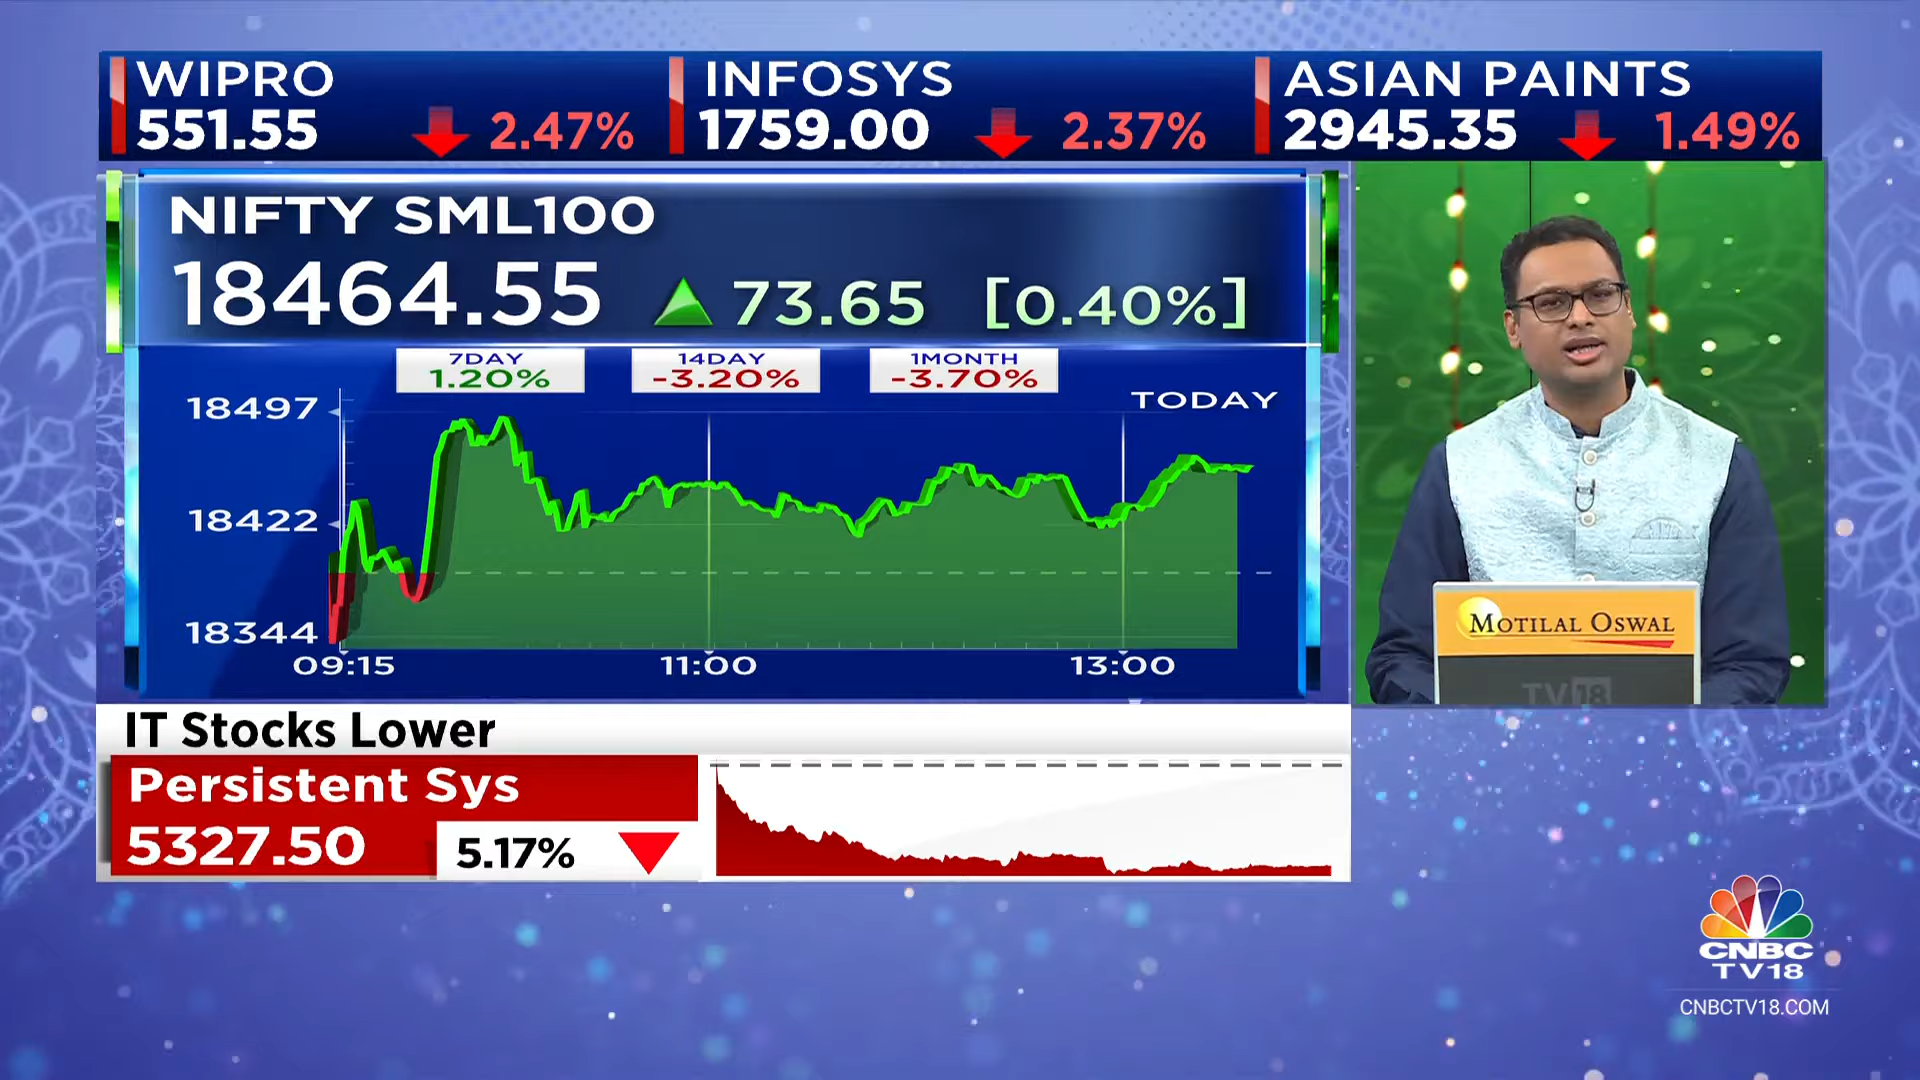 WIPRO
551.55 2.47%
INFOSYS
1759.00 2.37%
ASIAN PAINTS
2945.35 1.49%
NIFTY SML100
18464.55 73.65 [0.40%]
7DAY
1.20%
14DAY
-3.20%
1MONTH
-3.70%
TODAY
18497
18422
18344
09:15 11:00 13:00
MOTILAL OSWAL
TV18
IT Stocks Lower
Persistent Sys
5327.50 5.17%
CNBC
TV18
CNBCTV18.COM